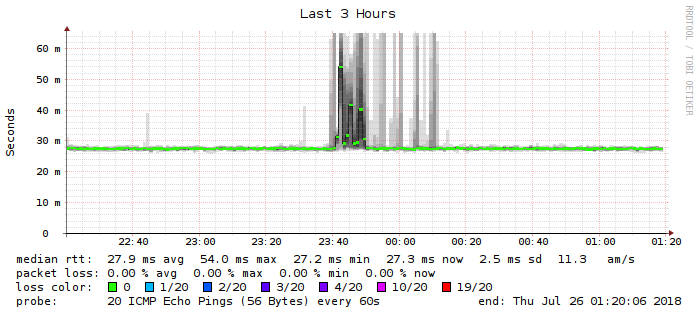 Last 3 Hours
RRDTOOL / TOBI OETIKER
Seconds
60 m
50 m
40 m
30 m
20 m
10 m
0
22:40 23:00 23:20 23:40 00:00 00:20 00:40 01:00 01:20
median rtt: 27.9 ms avg 54.0 ms max 27.2 ms min 27.3 ms now 2.5 ms sd 11.3 am/s
packet loss: 0.00 % avg 0.00 % max 0.00 % min 0.00 % now
loss color: 0 1/20 2/20 3/20 4/20 10/20 19/20
probe: 20 ICMP Echo Pings (56 Bytes) every 60s end: Thu Jul 26 01:20:06 2018